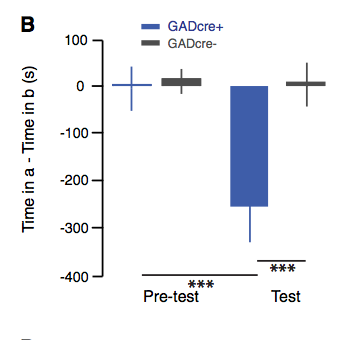 B
GADcre+
GADcre-
Time in a - Time in b (s)
100
0
-100
-200
-300
-400
***
***
Pre-test
Test